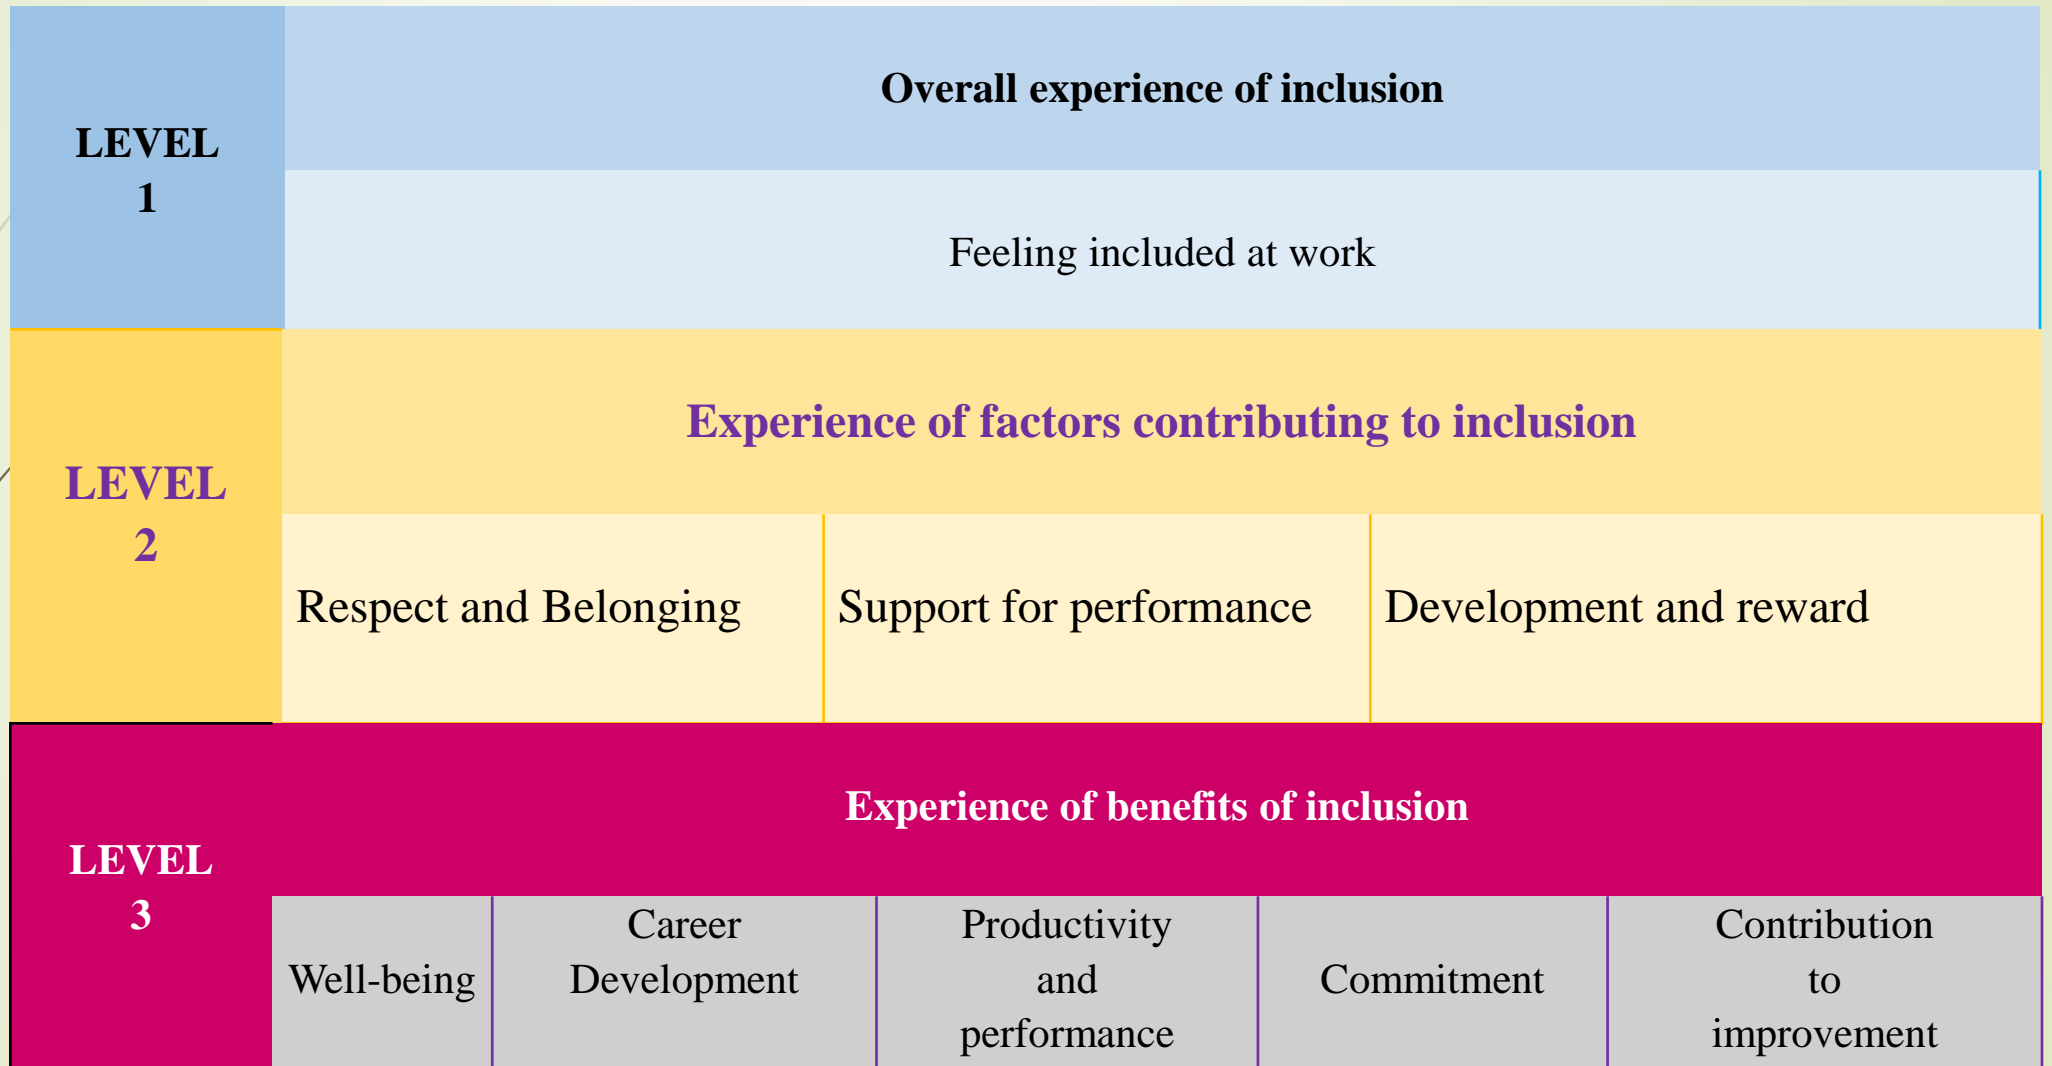 LEVEL
1
Overall experience of inclusion
Feeling included at work
LEVEL
2
Experience of factors contributing to inclusion
Respect and Belonging
Support for performance
Development and reward
LEVEL
3
Experience of benefits of inclusion
Well-being
Career
Development
Productivity
and
performance
Commitment
Contribution
to
improvement